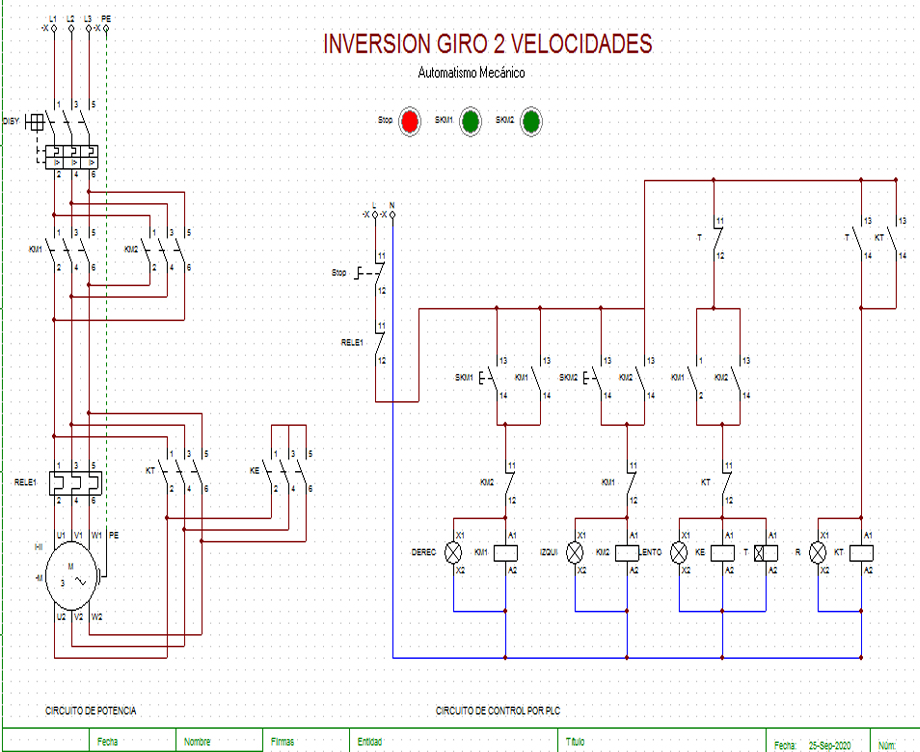 L1 L2 L3 PE
-X -X
INVERSION GIRO 2 VELOCIDADES
Automatismo Mecánico
Stop SKM1 SKM2
DISY
1 3 5
I> I> I>
2 4 6
KM1 1 3 5
2 4 6
KM2 1 3 5
2 4 6
L N
-X -X
Stop 11
12
RELE1 11
12
T 11
12
T 13
14
KT 13
14
SKM1 13
14
KM1 13
14
SKM2 13
14
KM2 13
14
KM1 1
2
KM2 13
14
KM2 11
12
KM1 11
12
KT 11
12
KT 1 3 5
2 4 6
KE 1 3 5
2 4 6
RELE1 1 3 5
2 4 6
U1 V1 W1 PE
-M
M
3
U2 V2 W2
DEREC X1 X2
KM1 A1 A2
IZQUI X1 X2
KM2 A1 A2
LENTO X1 X2
KE A1 A2
T A1 A2
R X1 X2
KT A1 A2
CIRCUITO DE POTENCIA
CIRCUITO DE CONTROL POR PLC
Fecha Nombre Firmas Entidad Título
Fecha: 25-Sep-2020 Núm: